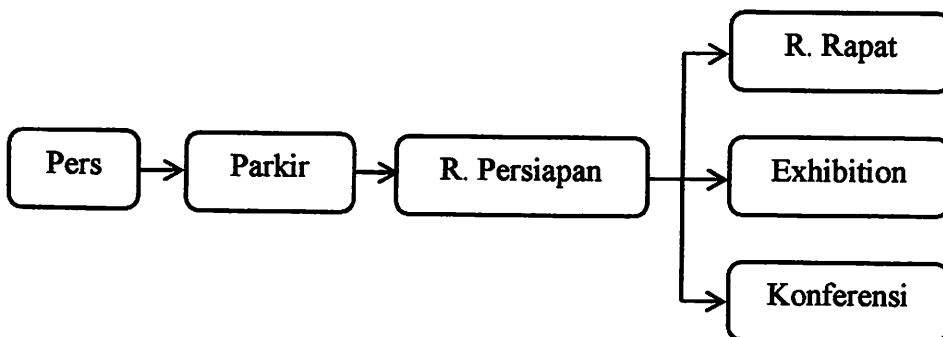 Pers
Parkir
R. Persiapan
R. Rapat
Exhibition
Konferensi